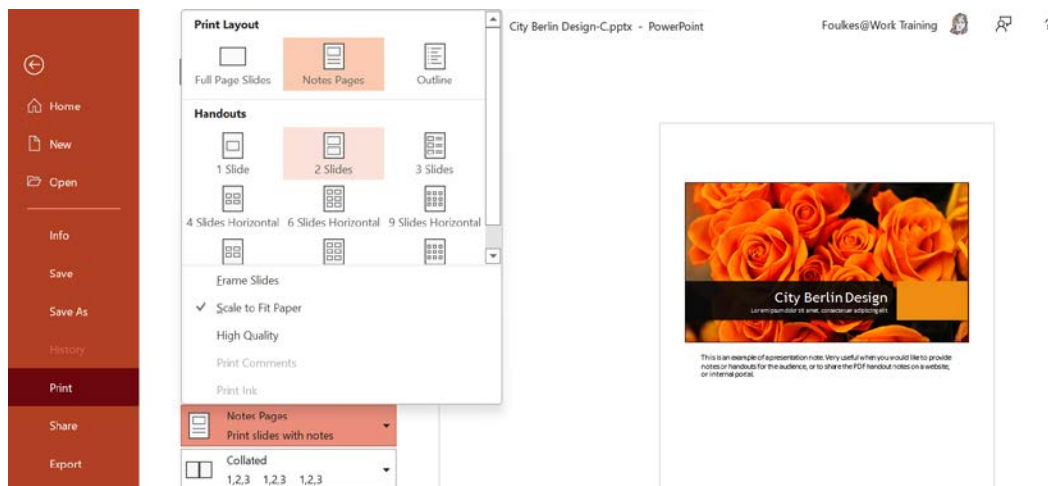 City Berlin Design-C.pptx - PowerPoint
Foulkes@Work Training
?
Home
New
Open
Info
Save
Save As
History
Print
Share
Export
Print Layout
Full Page Slides
Notes Pages
Outline
Handouts
1 Slide
2 Slides
3 Slides
4 Slides Horizontal
6 Slides Horizontal
9 Slides Horizontal
Frame Slides
Scale to Fit Paper
High Quality
Print Comments
Print Ink
Notes Pages
Print slides with notes
Collated
1,2,3 1,2,3 1,2,3
City Berlin Design
Lorem ipsum dolor sit amet, consectetuer adipiscing elit
This is an example of a presentation note. Very useful when you would like to provide
notes or handouts for the audience, or to share the PDF handout notes on a website,
or internal portal.